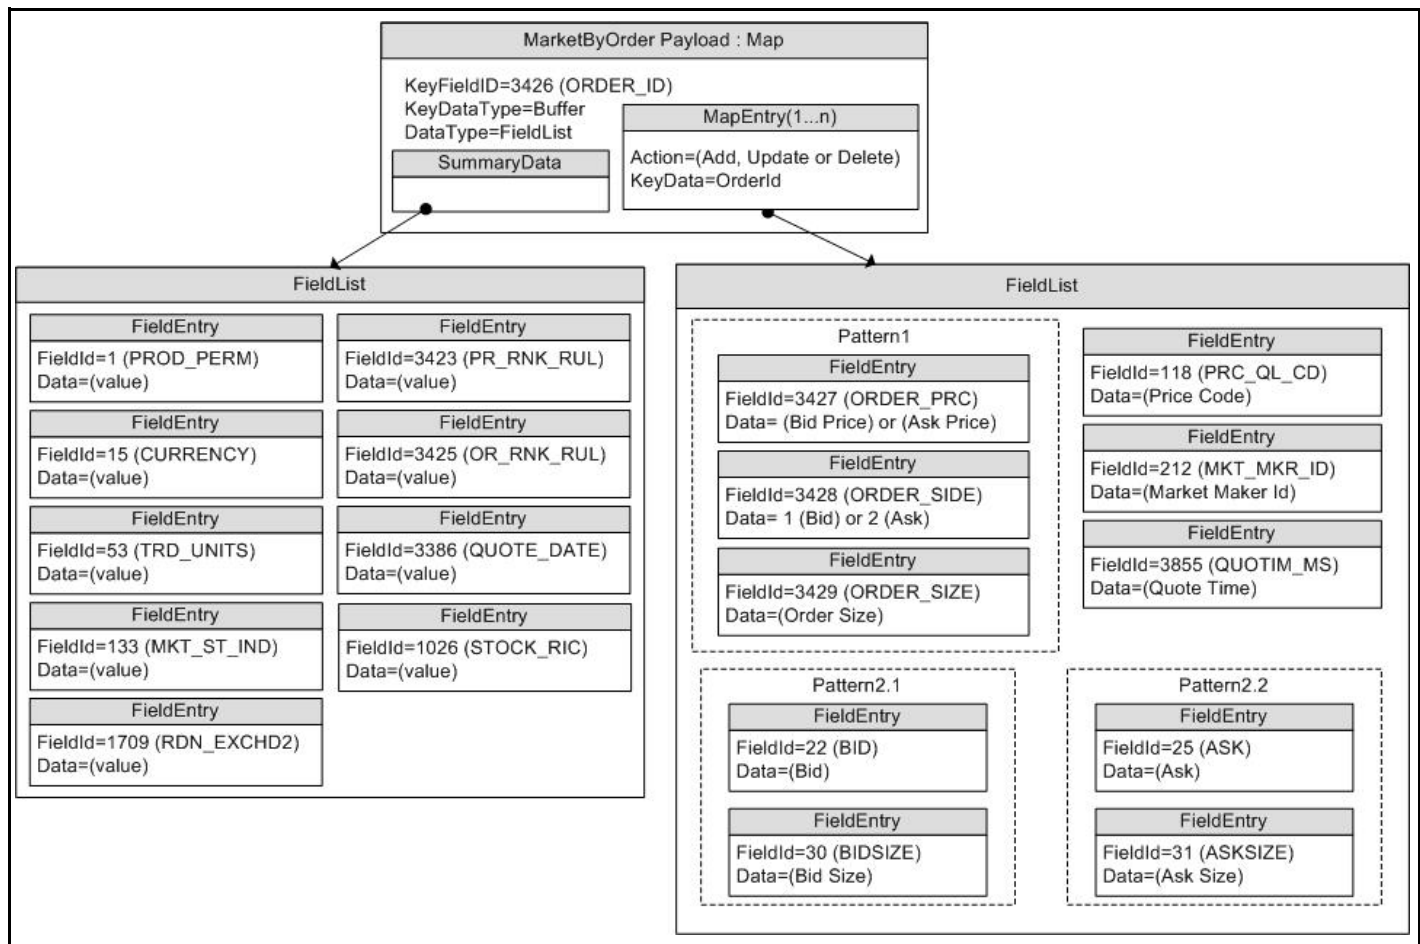 MarketByOrder Payload : Map
KeyFieldID=3426 (ORDER_ID)
KeyDataType=Buffer
DataType=FieldList
SummaryData
MapEntry(1...n)
Action=(Add, Update or Delete)
KeyData=OrderId
FieldList
FieldEntry
FieldId=1 (PROD_PERM)
Data=(value)
FieldEntry
FieldId=3423 (PR_RNK_RUL)
Data=(value)
FieldEntry
FieldId=15 (CURRENCY)
Data=(value)
FieldEntry
FieldId=3425 (OR_RNK_RUL)
Data=(value)
FieldEntry
FieldId=53 (TRD_UNITS)
Data=(value)
FieldEntry
FieldId=3386 (QUOTE_DATE)
Data=(value)
FieldEntry
FieldId=133 (MKT_ST_IND)
Data=(value)
FieldEntry
FieldId=1026 (STOCK_RIC)
Data=(value)
FieldEntry
FieldId=1709 (RDN_EXCHD2)
Data=(value)
FieldList
Pattern1
FieldEntry
FieldId=3427 (ORDER_PRC)
Data= (Bid Price) or (Ask Price)
FieldEntry
FieldId=3428 (ORDER_SIDE)
Data= 1 (Bid) or 2 (Ask)
FieldEntry
FieldId=3429 (ORDER_SIZE)
Data=(Order Size)
FieldEntry
FieldId=118 (PRC_QL_CD)
Data=(Price Code)
FieldEntry
FieldId=212 (MKT_MKR_ID)
Data=(Market Maker Id)
FieldEntry
FieldId=3855 (QUOTIM_MS)
Data=(Quote Time)
Pattern2.1
FieldEntry
FieldId=22 (BID)
Data=(Bid)
FieldEntry
FieldId=30 (BIDSIZE)
Data=(Bid Size)
Pattern2.2
FieldEntry
FieldId=25 (ASK)
Data=(Ask)
FieldEntry
FieldId=31 (ASKSIZE)
Data=(Ask Size)